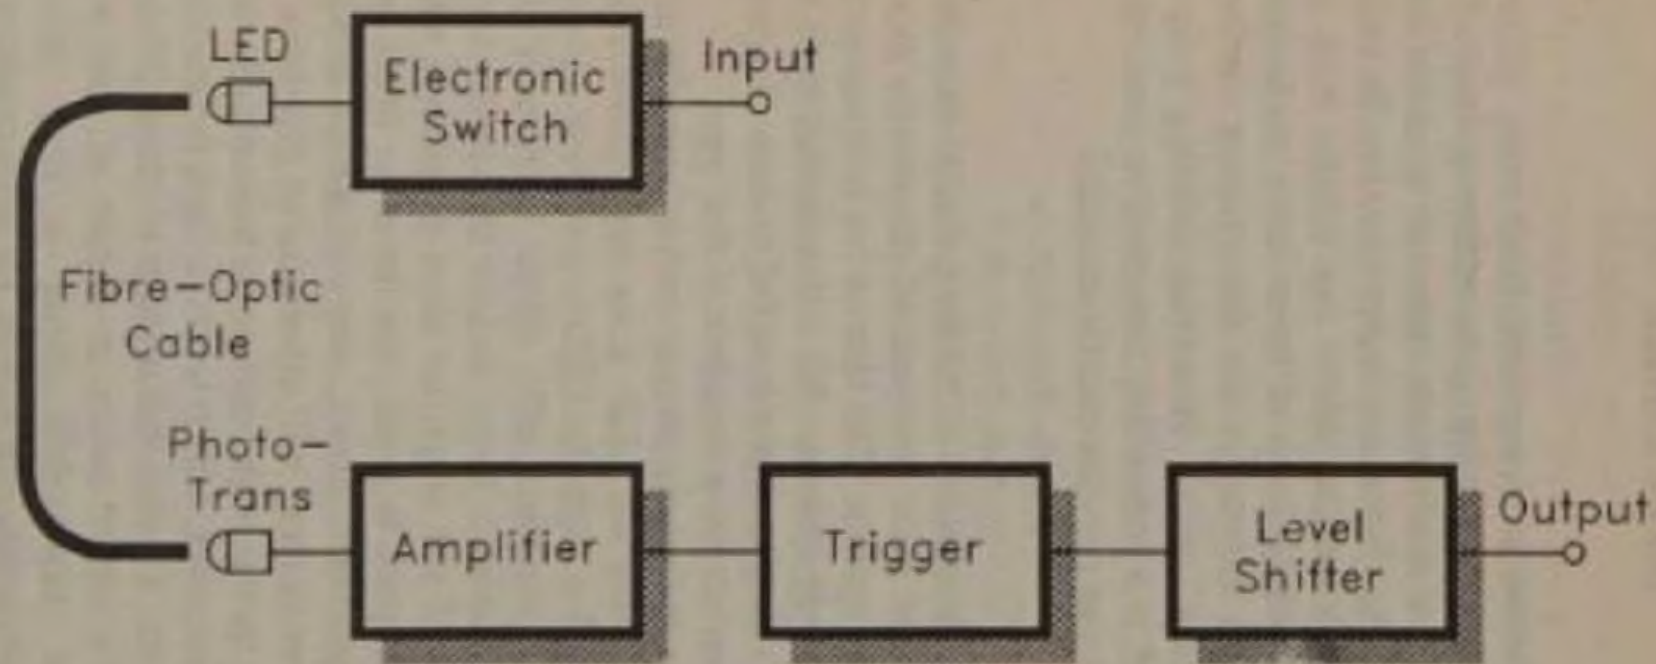 LED
Electronic
Switch
Input
Fibre-Optic
Cable
Photo-
Trans
Amplifier
Trigger
Level
Shifter
Output